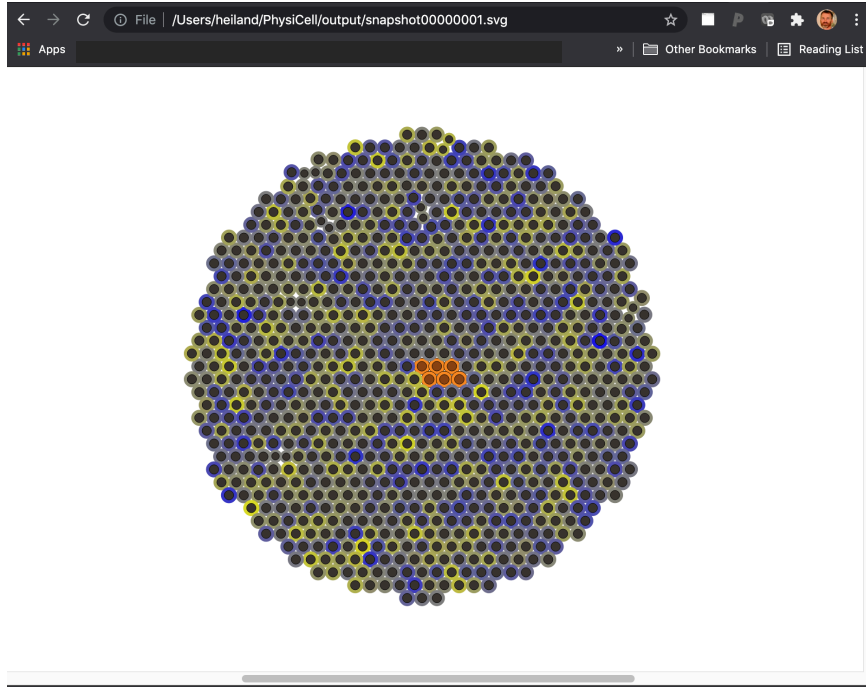 File | /Users/heiland/PhysiCell/output/snapshot00000001.svg
Apps » Other Bookmarks Reading List